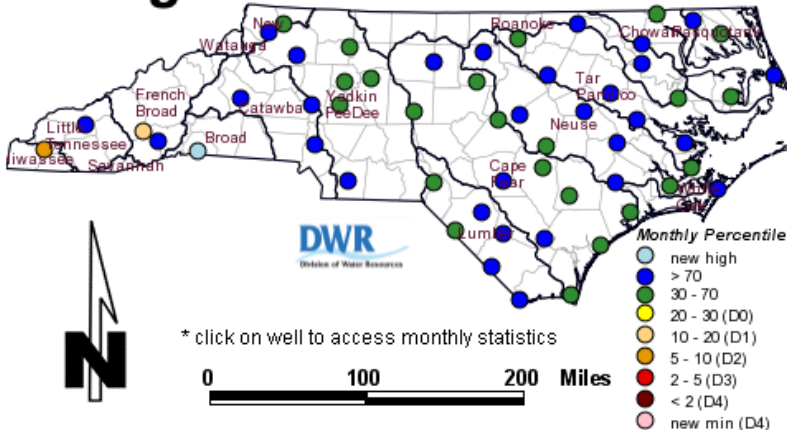 New
Roanoke
Chowan
Pasquotank
Watauga
French
Broad
Yadkin
PeeDee
Tar
Pamlico
Catawba
Little
Tennessee
Broad
Neuse
iwassee
Savannah
Cape
Fear
White
Oak
Lumber
DWR
Division of Water Resources
Monthly Percentile
new high
> 70
30 - 70
20 - 30 (D0)
10 - 20 (D1)
5 - 10 (D2)
2 - 5 (D3)
< 2 (D4)
new min (D4)
N
* click on well to access monthly statistics
0 100 200 Miles